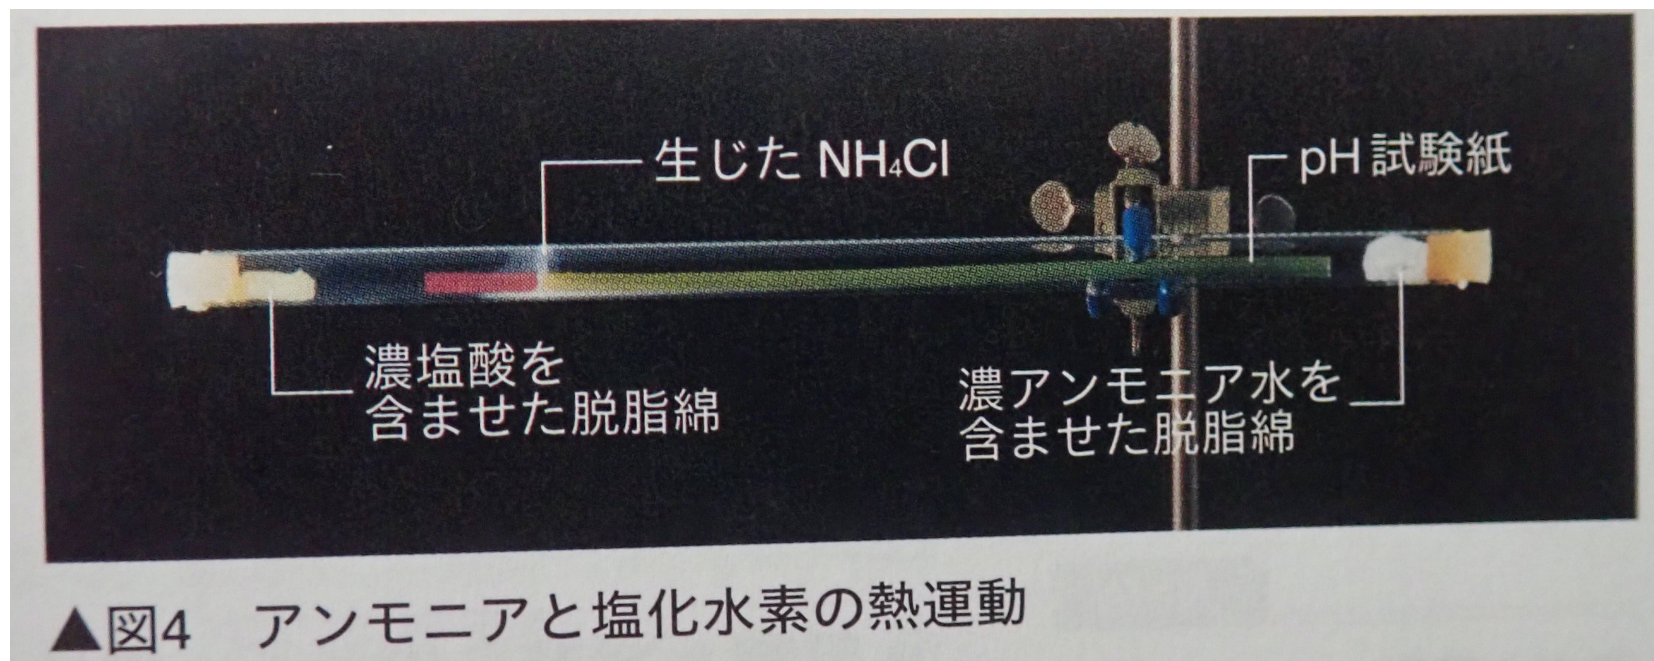 生じた NH₄Cl
pH 試験紙
濃塩酸を
含ませた脱脂綿
濃アンモニア水を
含ませた脱脂綿
▲図4　アンモニアと塩化水素の熱運動